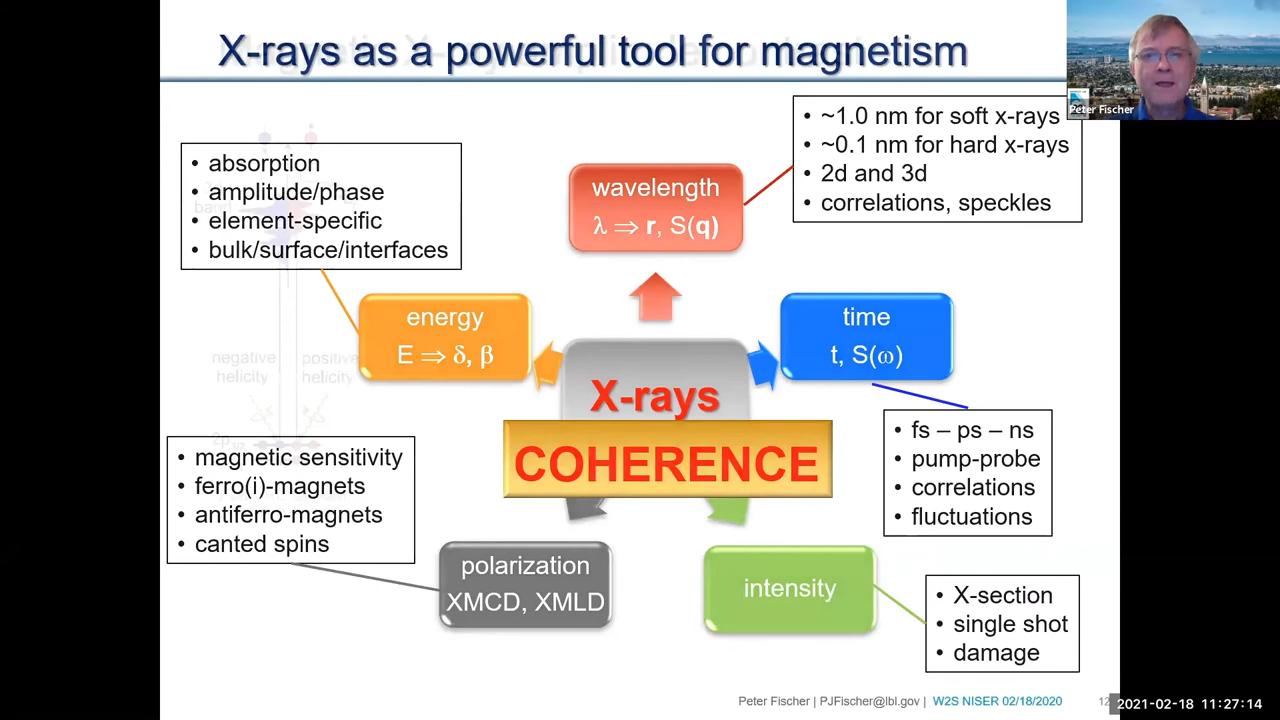 X-rays as a powerful tool for magnetism
Peter Fischer
• ~1.0 nm for soft x-rays
• ~0.1 nm for hard x-rays
• 2d and 3d
• correlations, speckles
• absorption
• amplitude/phase
• element-specific
• bulk/surface/interfaces
wavelength
λ ⇒ r, S(q)
energy
E ⇒ δ, β
time
t, S(ω)
negative
helicity
positive
helicity
X-rays
COHERENCE
• fs – ps – ns
• pump-probe
• correlations
• fluctuations
• magnetic sensitivity
• ferro(i)-magnets
• antiferro-magnets
• canted spins
polarization
XMCD, XMLD
intensity
• X-section
• single shot
• damage
Peter Fischer | PJFischer@lbl.gov | W2S NISER 02/18/2020
12
2021-02-18 11:27:14